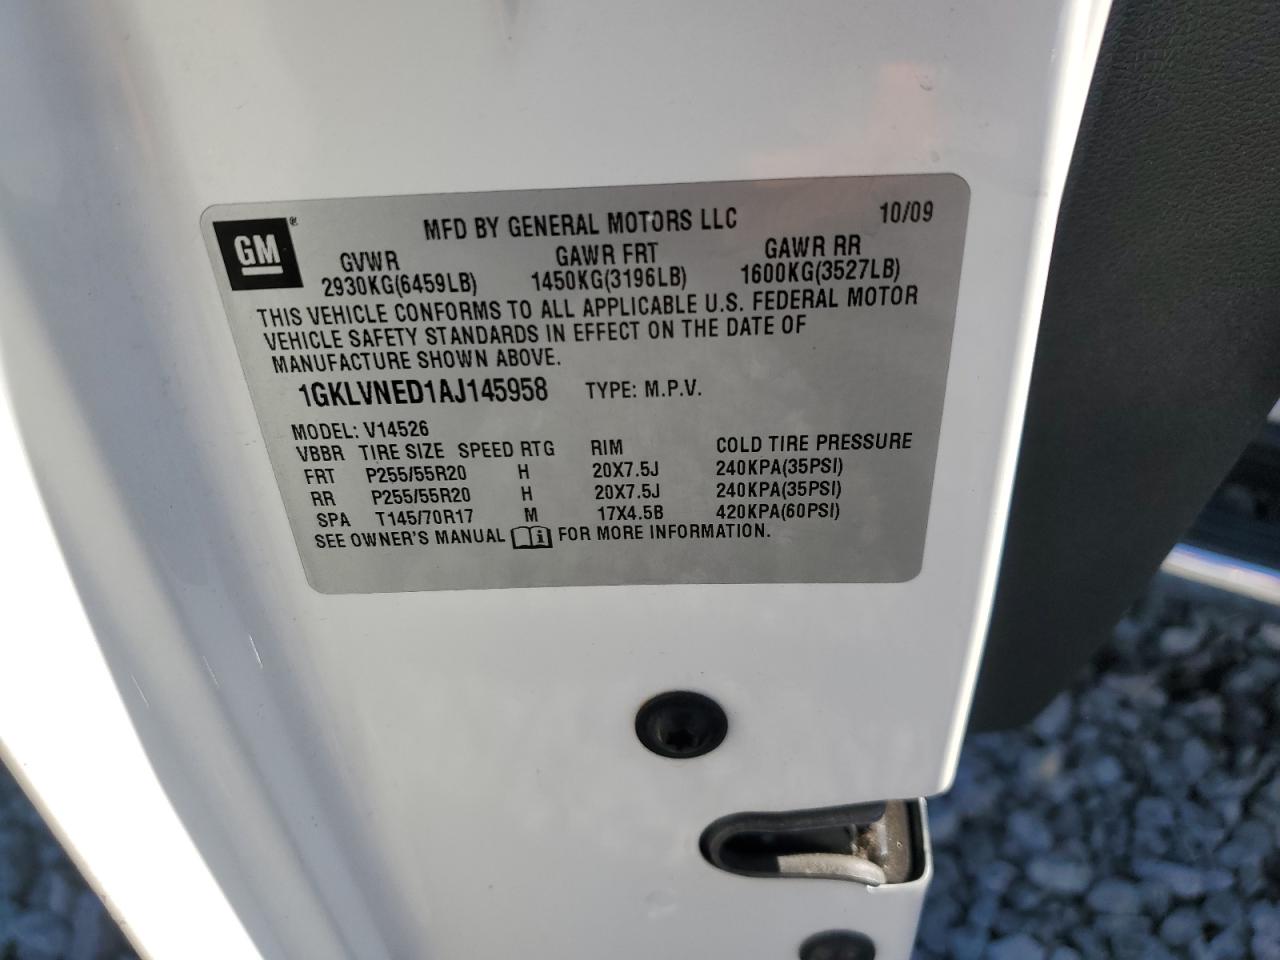 GM®
MFD BY GENERAL MOTORS LLC 10/09
GVWR GAWR FRT GAWR RR
2930KG(6459LB) 1450KG(3196LB) 1600KG(3527LB)
THIS VEHICLE CONFORMS TO ALL APPLICABLE U.S. FEDERAL MOTOR
VEHICLE SAFETY STANDARDS IN EFFECT ON THE DATE OF
MANUFACTURE SHOWN ABOVE.
1GKLVNED1AJ145958 TYPE: M.P.V.
MODEL: V14526
VBBR TIRE SIZE SPEED RTG RIM COLD TIRE PRESSURE
FRT P255/55R20 H 20X7.5J 240KPA(35PSI)
RR P255/55R20 H 20X7.5J 240KPA(35PSI)
SPA T145/70R17 M 17X4.5B 420KPA(60PSI)
SEE OWNER'S MANUAL i FOR MORE INFORMATION.